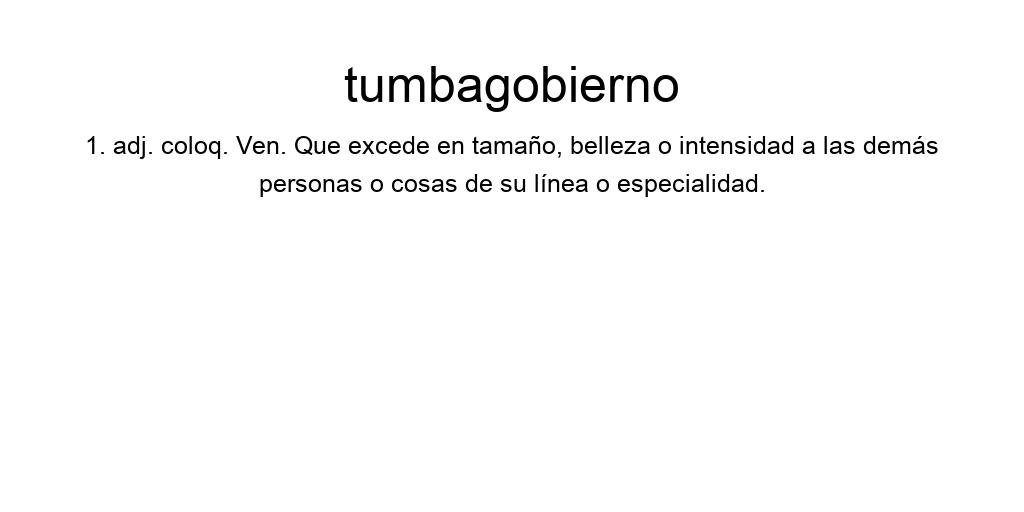 tumbagobierno
1. adj. coloq. Ven. Que excede en tamaño, belleza o intensidad a las demás
personas o cosas de su línea o especialidad.